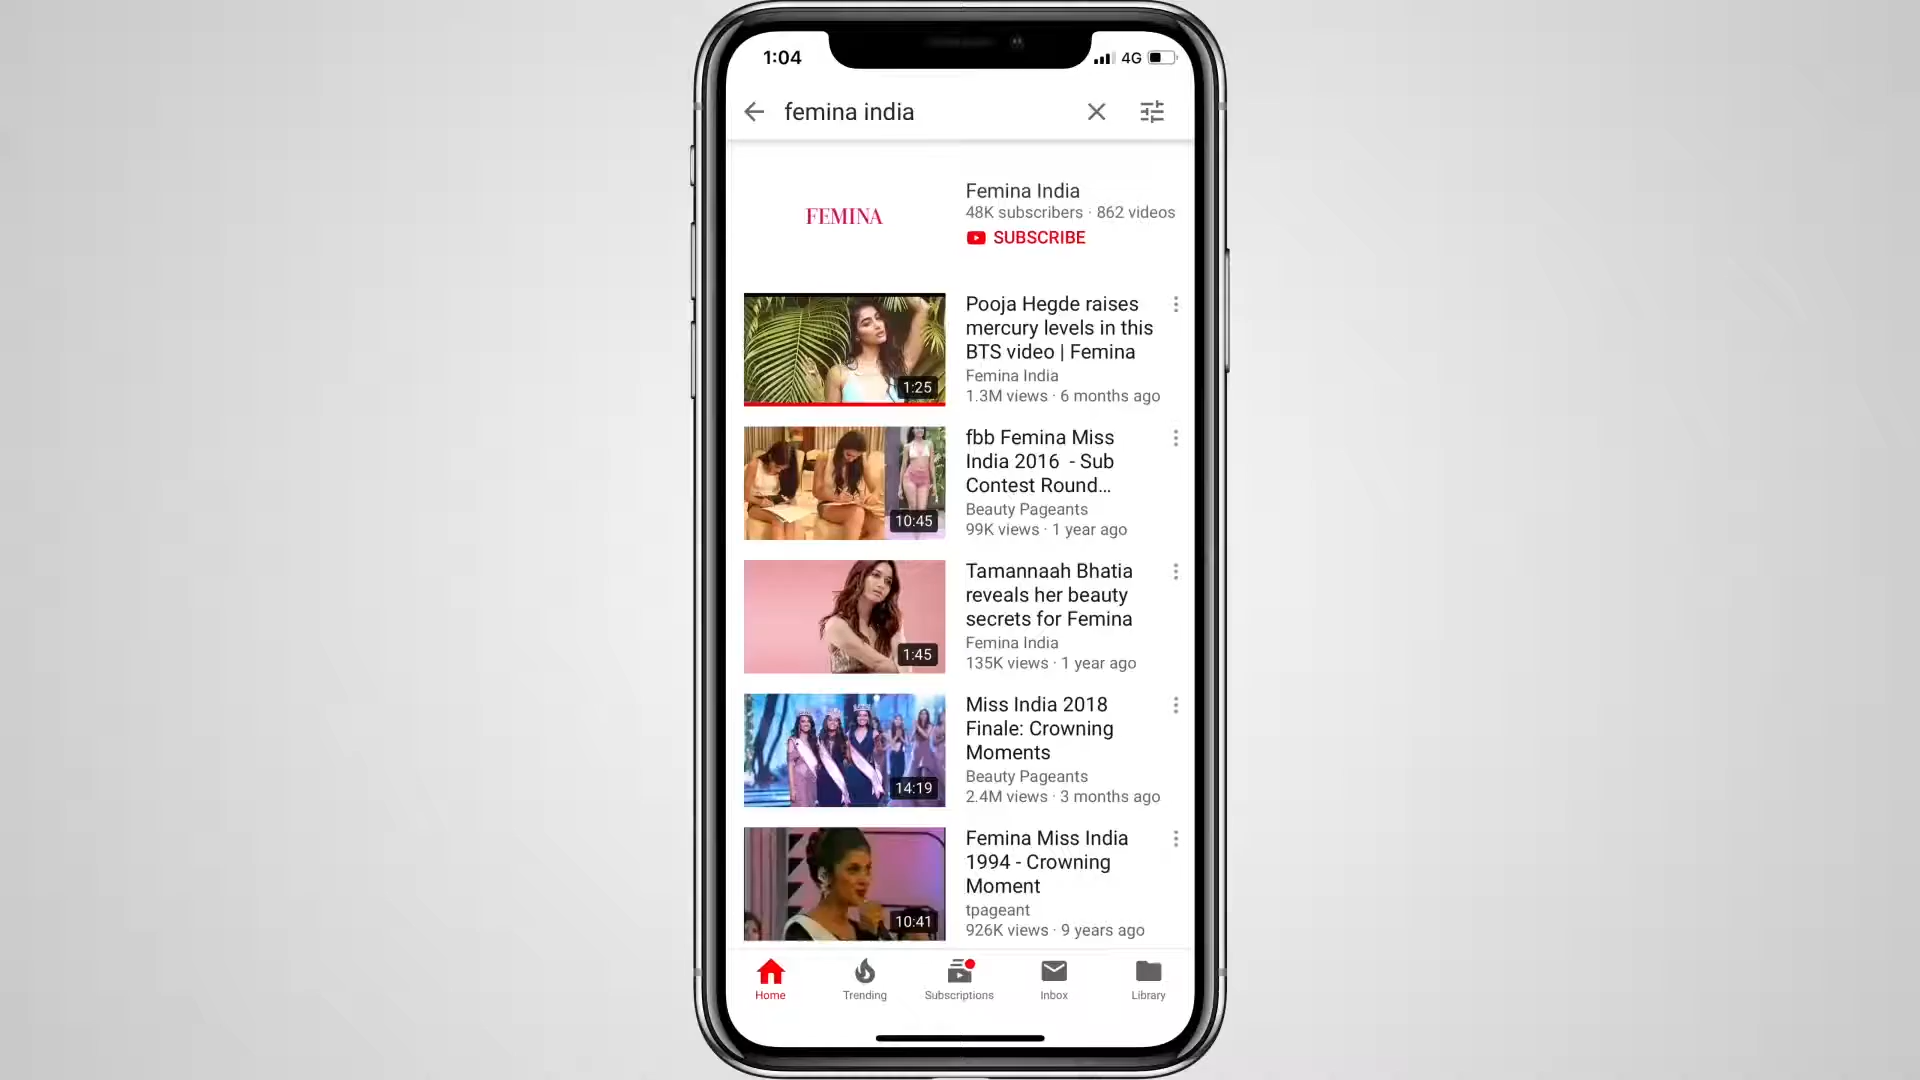 1:04
4G
femina india
FEMINA
Femina India
48K subscribers · 862 videos
SUBSCRIBE
1:25
Pooja Hegde raises
mercury levels in this
BTS video | Femina
Femina India
1.3M views · 6 months ago
10:45
fbb Femina Miss
India 2016 - Sub
Contest Round...
Beauty Pageants
99K views · 1 year ago
1:45
Tamannaah Bhatia
reveals her beauty
secrets for Femina
Femina India
135K views · 1 year ago
14:19
Miss India 2018
Finale: Crowning
Moments
Beauty Pageants
2.4M views · 3 months ago
10:41
Femina Miss India
1994 - Crowning
Moment
tpageant
926K views · 9 years ago
Home
Trending
Subscriptions
Inbox
Library